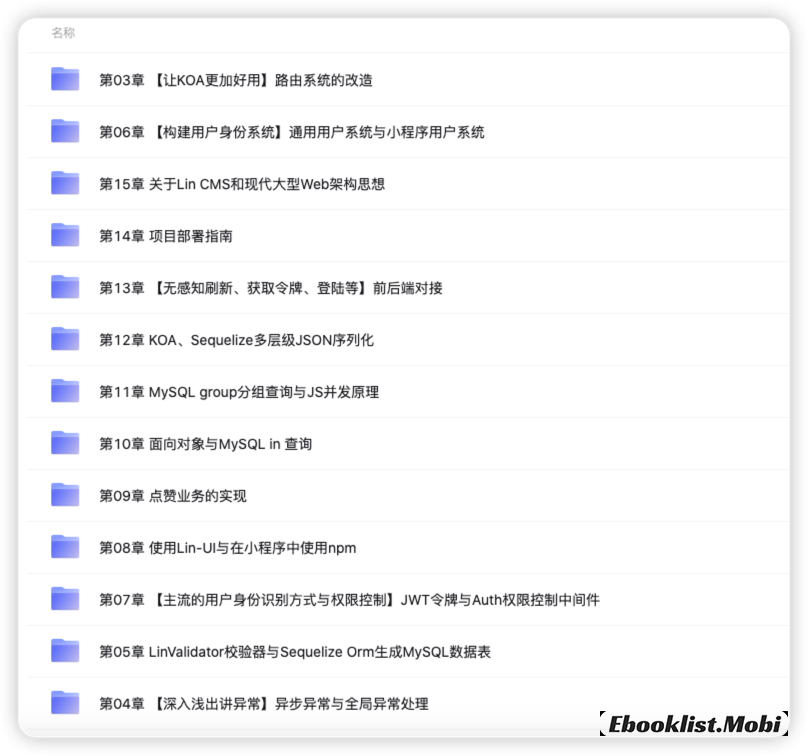 名称
第03章 【让KOA更加好用】路由系统的改造
第06章 【构建用户身份系统】通用用户系统与小程序用户系统
第15章 关于Lin CMS和现代大型Web架构思想
第14章 项目部署指南
第13章 【无感知刷新、获取令牌、登陆等】前后端对接
第12章 KOA、Sequelize多层级JSON序列化
第11章 MySQL group分组查询与JS并发原理
第10章 面向对象与MySQL in 查询
第09章 点赞业务的实现
第08章 使用Lin-UI与在小程序中使用npm
第07章 【主流的用户身份识别方式与权限控制】JWT令牌与Auth权限控制中间件
第05章 LinValidator校验器与Sequelize Orm生成MySQL数据表
第04章 【深入浅出讲异常】异步异常与全局异常处理
【Ebooklist.Mobi】